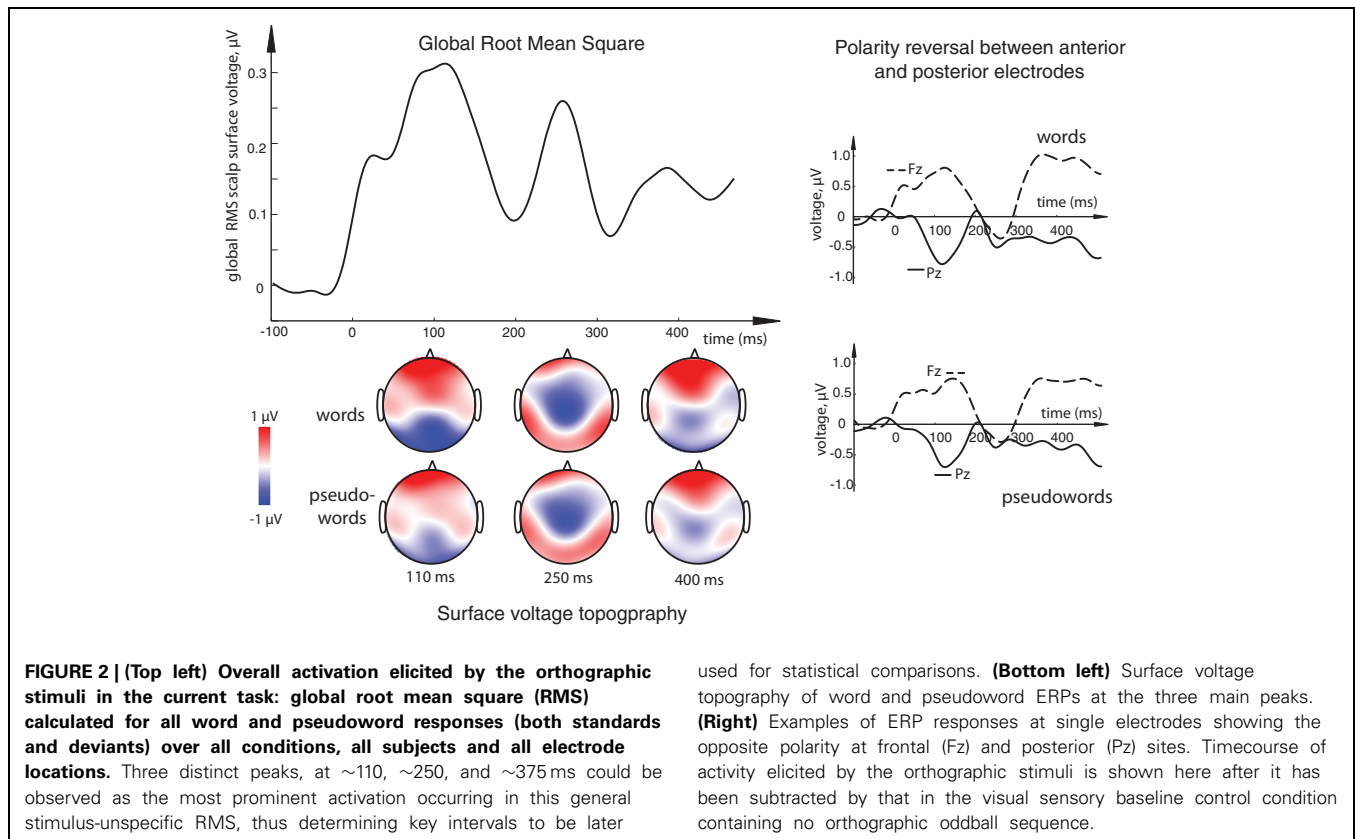 Global Root Mean Square
global RMS scalp surface voltage, µV
0.3
0.2
0.1
0
-100
0
100
200
300
400
time (ms)
words
pseudo-
words
1 µV
-1 µV
110 ms
250 ms
400 ms
Surface voltage topogprahy
Polarity reversal between anterior
and posterior electrodes
words
voltage, µV
1.0
0.5
0
-0.5
-1.0
Fz
Pz
time (ms)
0
100
200
300
400
voltage, µV
1.0
0.5
0
-0.5
-1.0
Fz
Pz
time (ms)
0
100
200
300
400
pseudowords
FIGURE 2 | (Top left) Overall activation elicited by the orthographic
stimuli in the current task: global root mean square (RMS)
calculated for all word and pseudoword responses (both standards
and deviants) over all conditions, all subjects and all electrode
locations. Three distinct peaks, at ∼110, ∼250, and ∼375 ms could be
observed as the most prominent activation occurring in this general
stimulus-unspecific RMS, thus determining key intervals to be later
used for statistical comparisons. (Bottom left) Surface voltage
topography of word and pseudoword ERPs at the three main peaks.
(Right) Examples of ERP responses at single electrodes showing the
opposite polarity at frontal (Fz) and posterior (Pz) sites. Timecourse of
activity elicited by the orthographic stimuli is shown here after it has
been subtracted by that in the visual sensory baseline control condition
containing no orthographic oddball sequence.